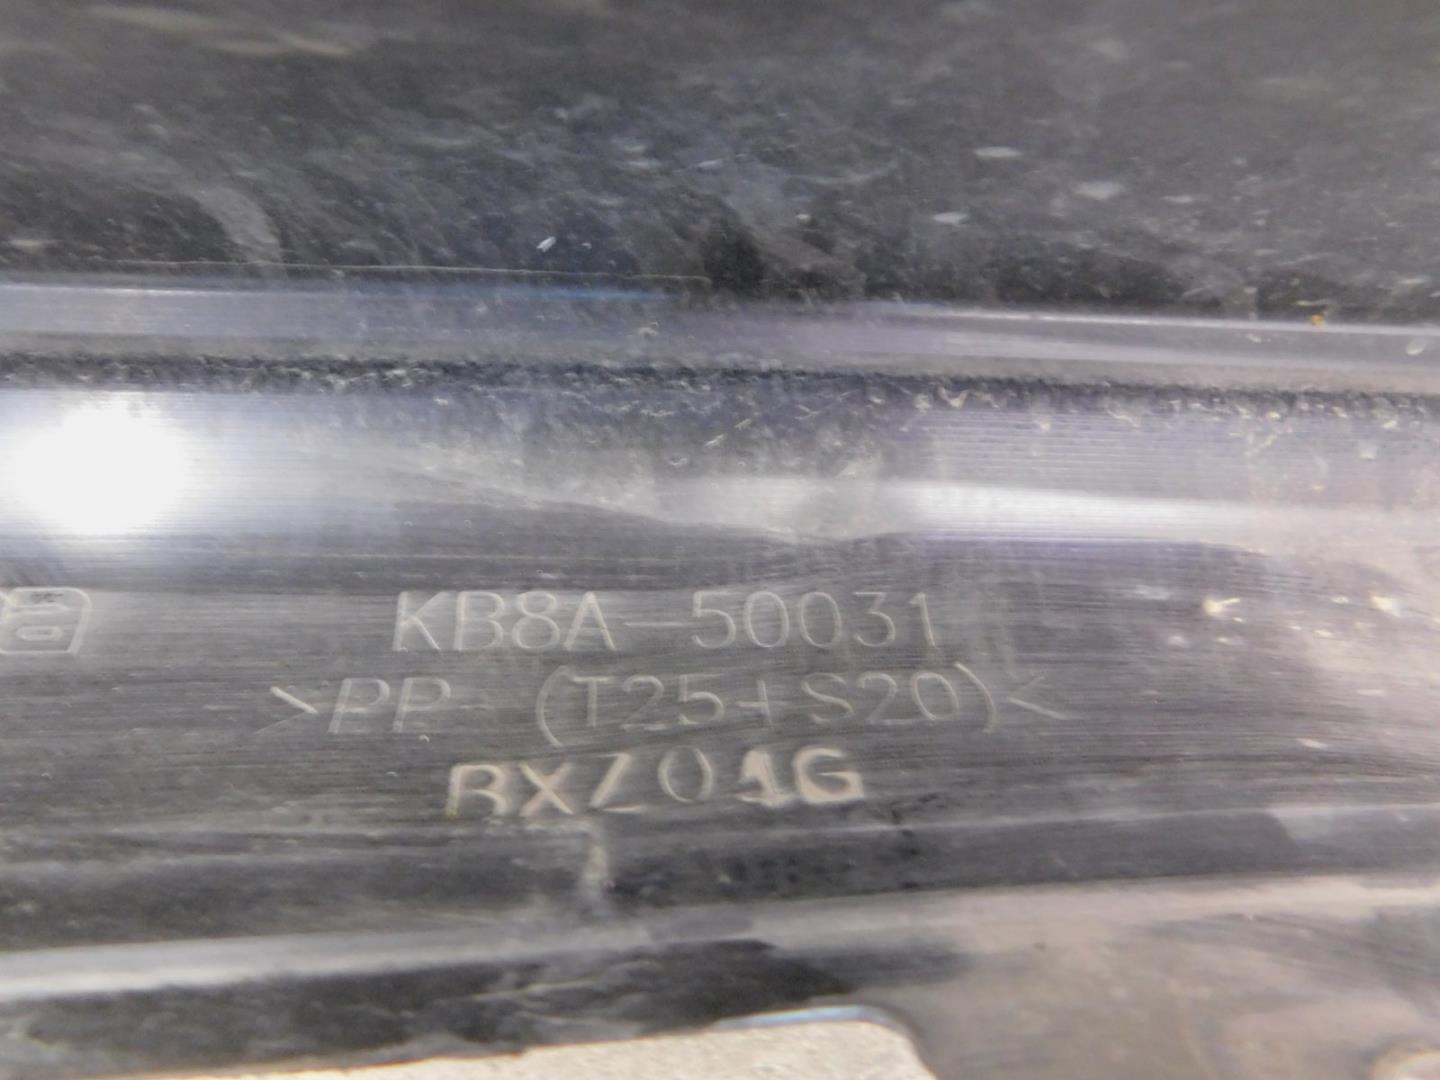 KB8A-50031
>PP (T25+S20)<
BXZ01G